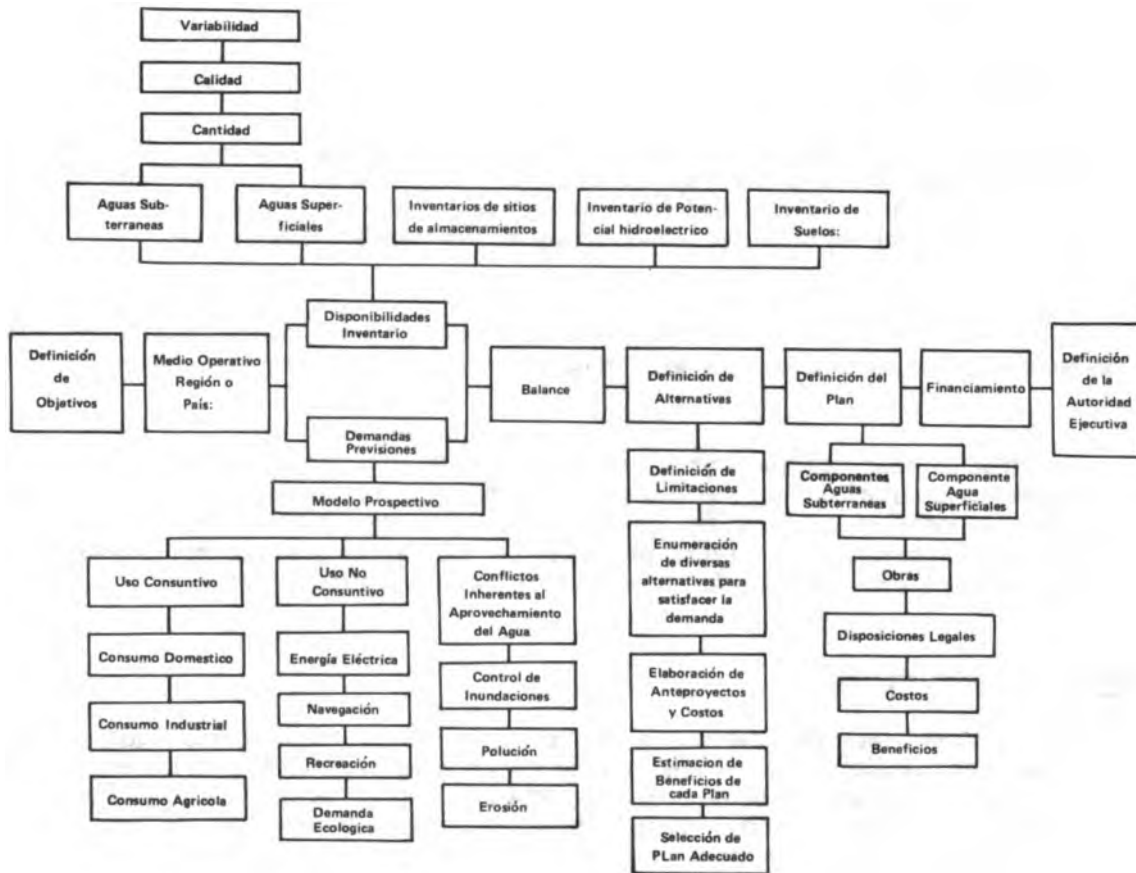 Variabilidad
Calidad
Cantidad
Aguas Sub-
terraneas
Aguas Super-
ficiales
Inventarios de sitios
de almacenamientos
Inventario de Poten-
cial hidroelectrico
Inventario de
Suelos:
Disponibilidades
Inventario
Definición
de
Objetivos
Medio Operativo
Región o
País:
Demandas
Previsiones
Balance
Definición de
Alternativas
Definición del
Plan
Financiamiento
Definición
de la
Autoridad
Ejecutiva
Modelo Prospectivo
Uso Consuntivo
Consumo Domestico
Consumo Industrial
Consumo Agricola
Uso No
Consuntivo
Energía Eléctrica
Navegación
Recreación
Demanda
Ecologica
Conflictos
Inherentes al
Aprovechamiento
del Agua
Control de
Inundaciones
Polución
Erosión
Definición de
Limitaciones
Enumeración
de diversas
alternativas para
satisfacer la
demanda
Elaboración de
Anteproyectos
y Costos
Estimacion de
Beneficios de
cada Plan
Selección de
PLan Adecuado
Componentes
Aguas
Subterraneas
Componente
Agua
Superficiales
Obras
Disposiciones Legales
Costos
Beneficios